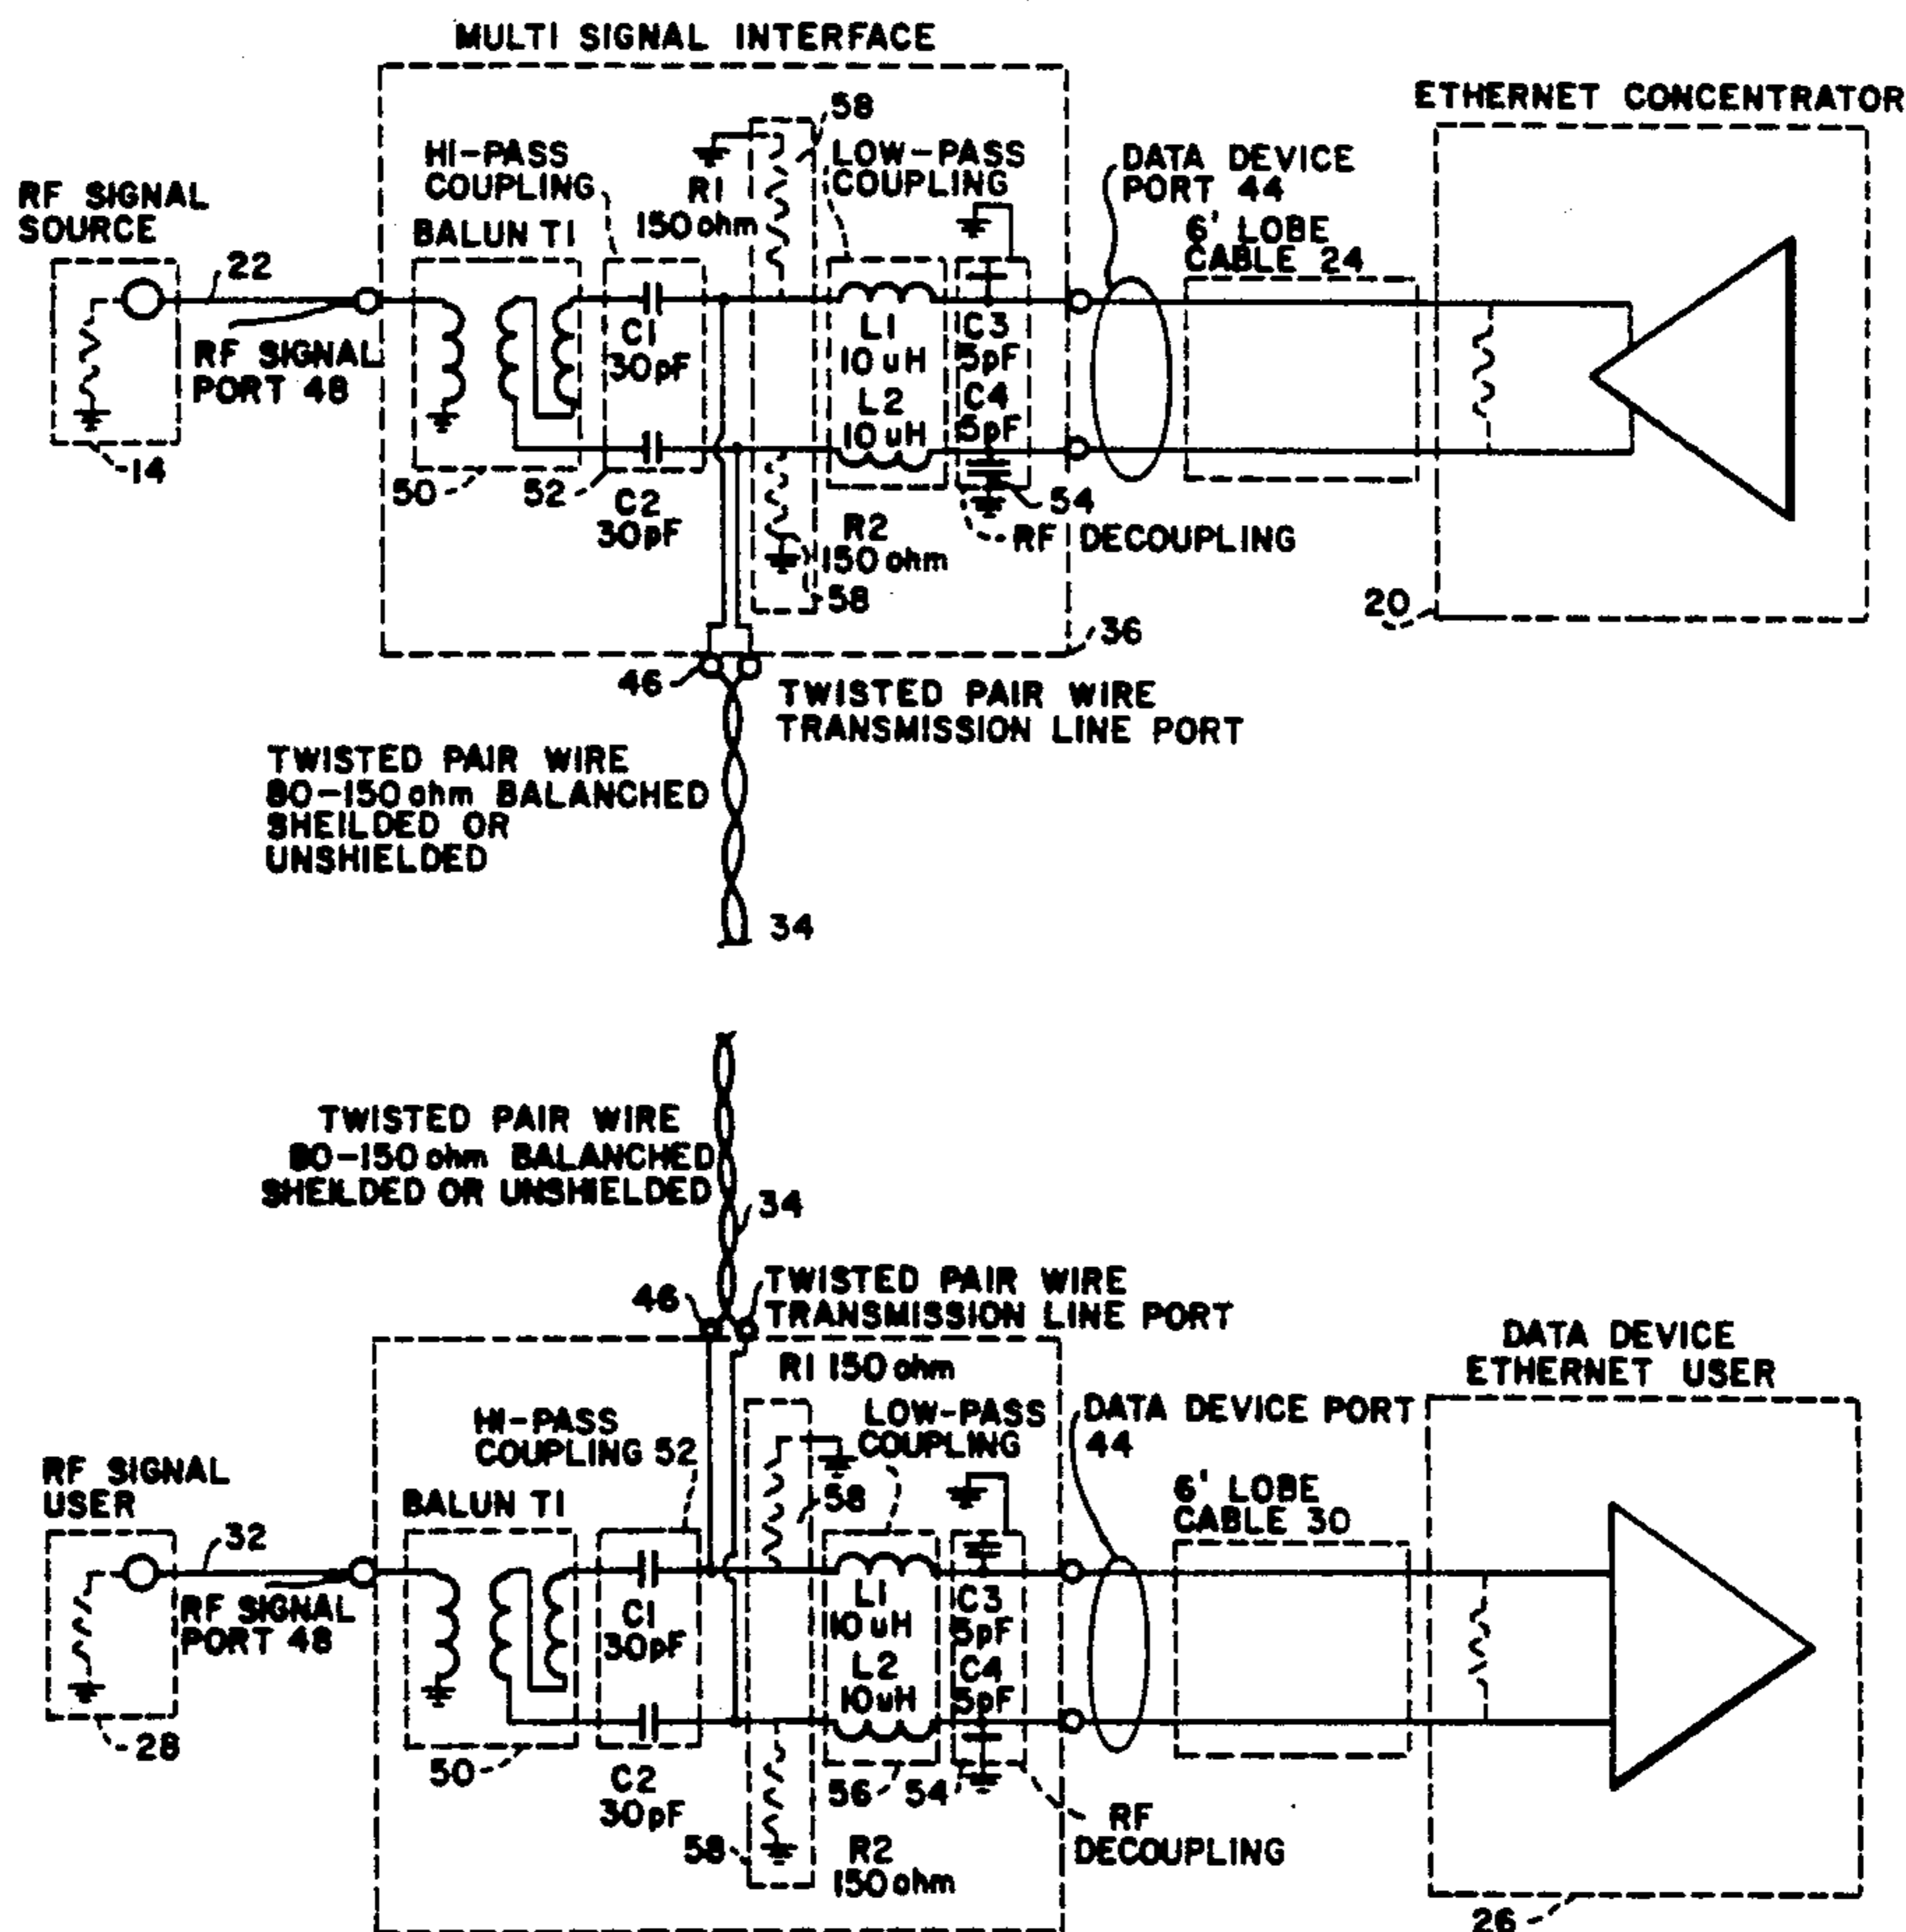 MULTI SIGNAL INTERFACE
ETHERNET CONCENTRATOR
58
HI-PASS
COUPLING
R1
150 ohm
LOW-PASS
COUPLING
DATA DEVICE
PORT 44
RF SIGNAL
SOURCE
22
BALUN T1
6' LOBE
CABLE 24
C1
30pF
L1
10 uH
L2
10 uH
C3
5pF
C4
5pF
RF SIGNAL
PORT 48
14
50
52
C2
30pF
R2
150 ohm
58
54
RF DECOUPLING
20
36
46
TWISTED PAIR WIRE
TRANSMISSION LINE PORT
TWISTED PAIR WIRE
80-150 ohm BALANCHED
SHEILDED OR
UNSHIELDED
34
TWISTED PAIR WIRE
80-150 ohm BALANCHED
SHEILDED OR UNSHIELDED
34
46
TWISTED PAIR WIRE
TRANSMISSION LINE PORT
R1 150 ohm
DATA DEVICE
ETHERNET USER
HI-PASS
COUPLING 52
LOW-PASS
COUPLING
DATA DEVICE PORT
44
RF SIGNAL
USER
32
BALUN T1
58
6' LOBE
CABLE 30
RF SIGNAL
PORT 48
C1
30pF
L1
10 uH
L2
10 uH
C3
5pF
C4
5pF
28
50
C2
30pF
58
R2
150 ohm
56
54
RF
DECOUPLING
26